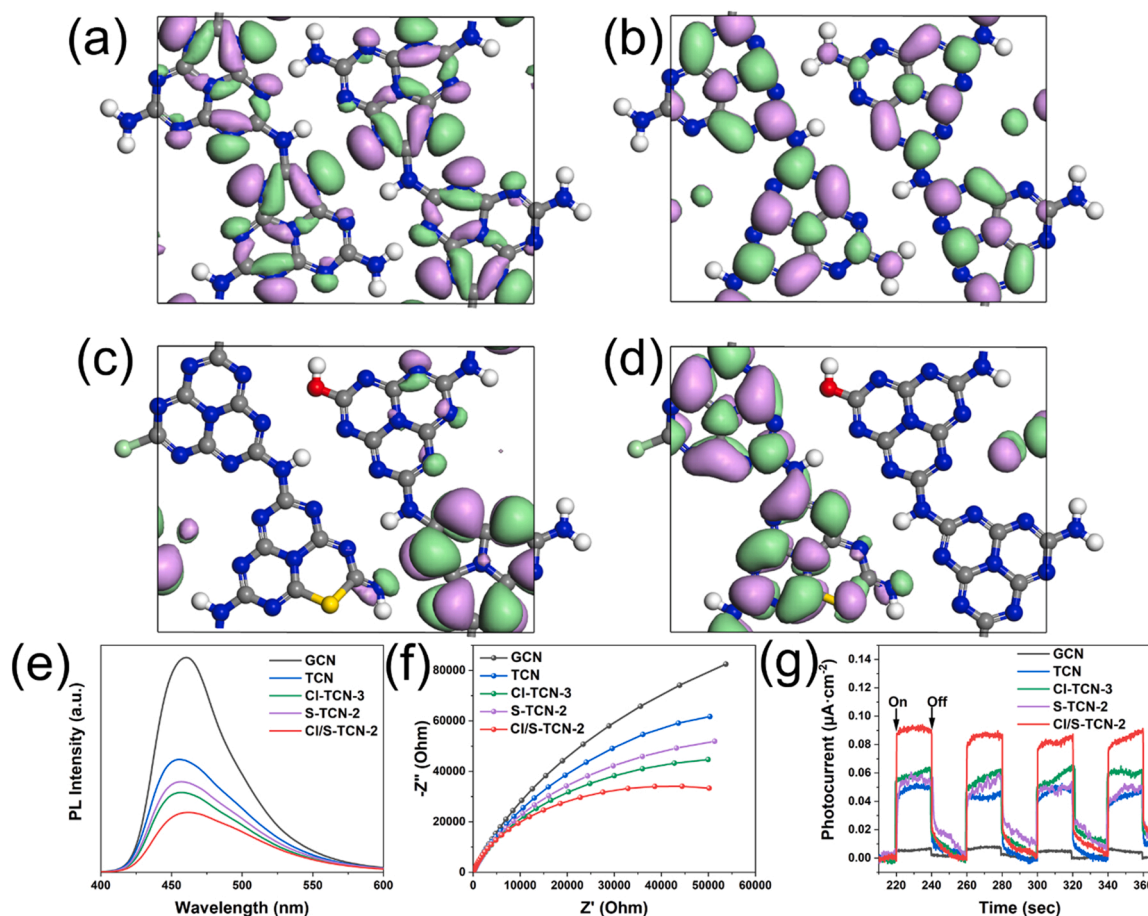 (a)
(b)
(c)
(d)
(e)
PL Intensity (a.u.)
GCN
TCN
Cl-TCN-3
S-TCN-2
Cl/S-TCN-2
400
450
500
550
600
Wavelength (nm)
(f)
-Z'' (Ohm)
80000
60000
40000
20000
0
GCN
TCN
Cl-TCN-3
S-TCN-2
Cl/S-TCN-2
0
10000
20000
30000
40000
50000
60000
Z' (Ohm)
(g)
Photocurrent (μA·cm⁻²)
0.14
0.12
0.10
0.08
0.06
0.04
0.02
0.00
GCN
TCN
Cl-TCN-3
S-TCN-2
Cl/S-TCN-2
On
Off
220
240
260
280
300
320
340
360
Time (sec)